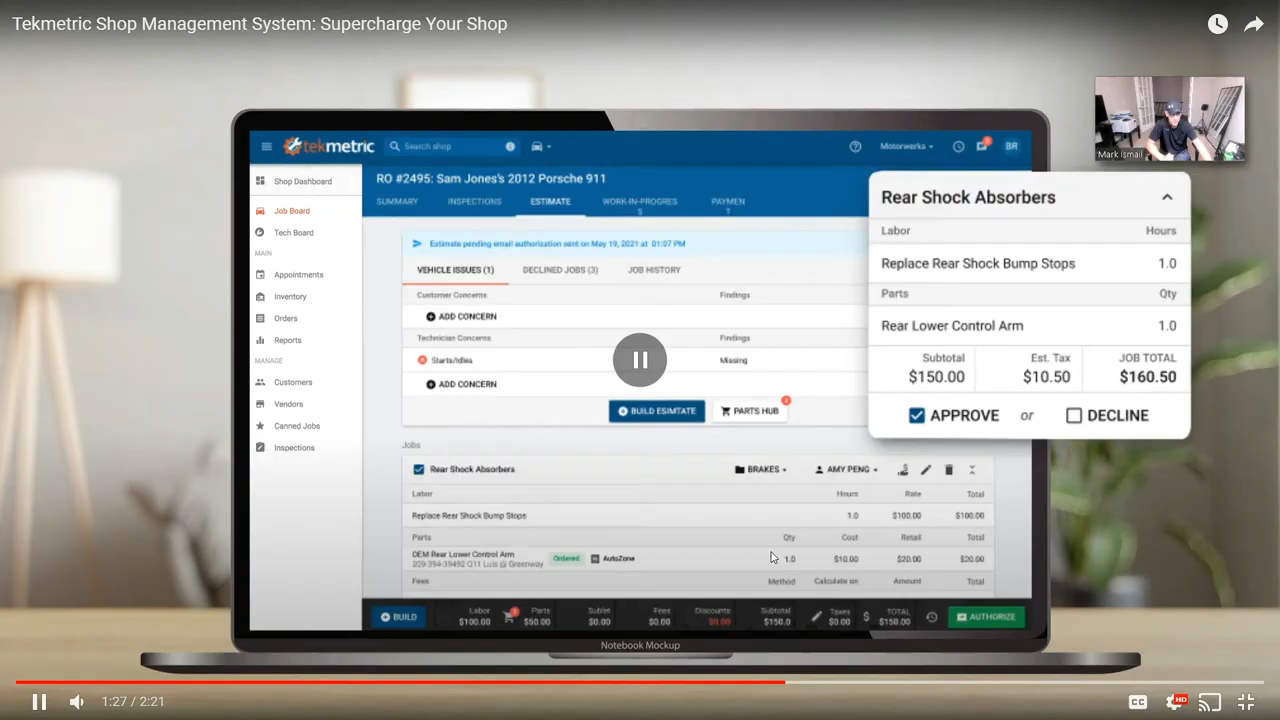 Tekmetric Shop Management System: Supercharge Your Shop
Mark Ismail
tekmetric
Search shop
Motorwerks
BR
Shop Dashboard
Job Board
Tech Board
MAIN
Appointments
Inventory
Orders
Reports
MANAGE
Customers
Vendors
Canned Jobs
Inspections
RO #2495: Sam Jones's 2012 Porsche 911
SUMMARY INSPECTIONS ESTIMATE WORK-IN-PROGRES PAYMEN
S T
Estimate pending email authorization sent on May 19, 2021 at 01:07 PM
VEHICLE ISSUES (1) DECLINED JOBS (3) JOB HISTORY
Customer Concerns Findings
ADD CONCERN
Technician Concerns Findings
Starts/Idles Missing
ADD CONCERN
BUILD ESIMTATE PARTS HUB
Jobs
Rear Shock Absorbers BRAKES AMY PENG
Labor Hours Rate Total
Replace Rear Shock Bump Stops 1.0 $100.00 $100.00
Parts Qty Cost Retail Total
OEM Rear Lower Control Arm Ordered AutoZone 1.0 $10.00 $20.00 $20.00
209-394-39492 Q11 Luis @ Greenway
Fees Method Calculate on Amount Total
BUILD
Labor Parts Sublet Fees Discounts Subtotal Taxes TOTAL
$100.00 $50.00 $0.00 $0.00 $0.00 $150.0 $0.00 $150.00
AUTHORIZE
Rear Shock Absorbers
Labor Hours
Replace Rear Shock Bump Stops 1.0
Parts Qty
Rear Lower Control Arm 1.0
Subtotal Est. Tax JOB TOTAL
$150.00 $10.50 $160.50
APPROVE or DECLINE
Notebook Mockup
1:27 / 2:21
CC HD